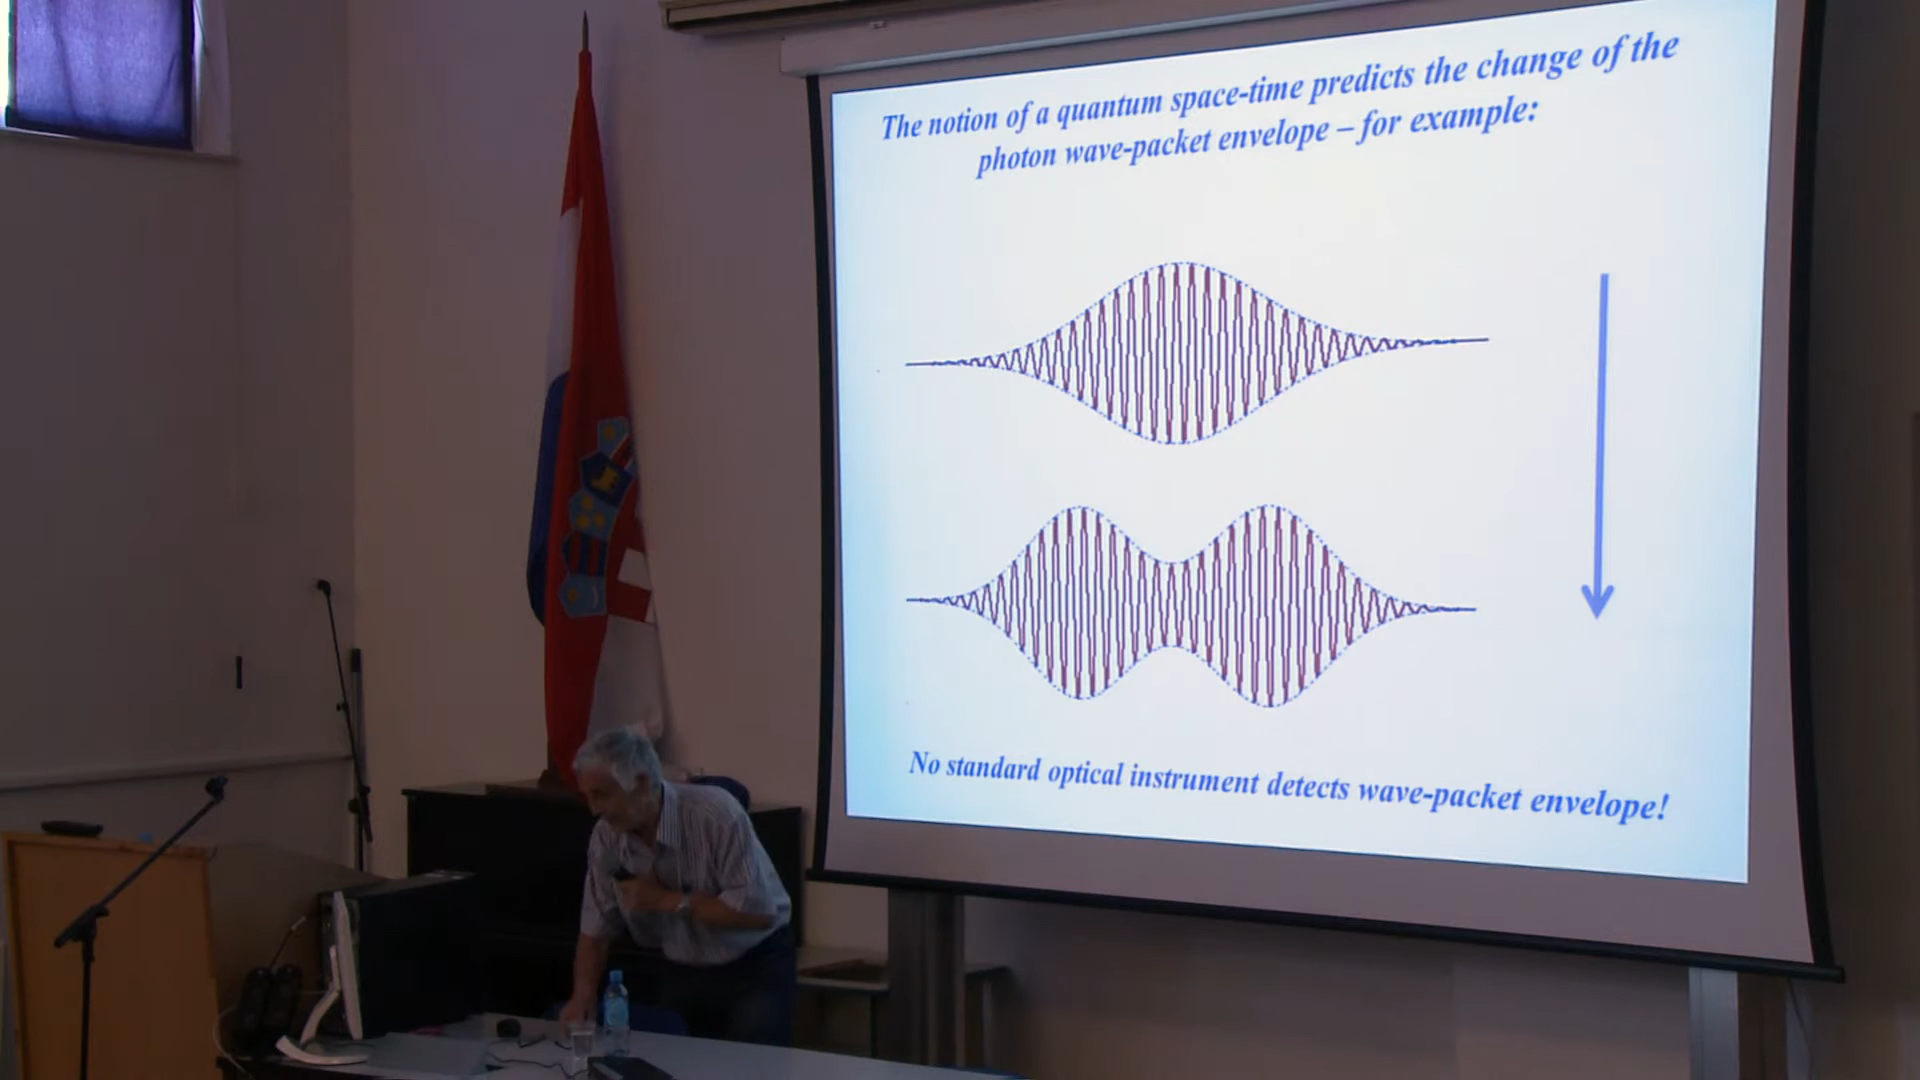 The notion of a quantum space-time predicts the change of the
photon wave-packet envelope – for example:
No standard optical instrument detects wave-packet envelope!